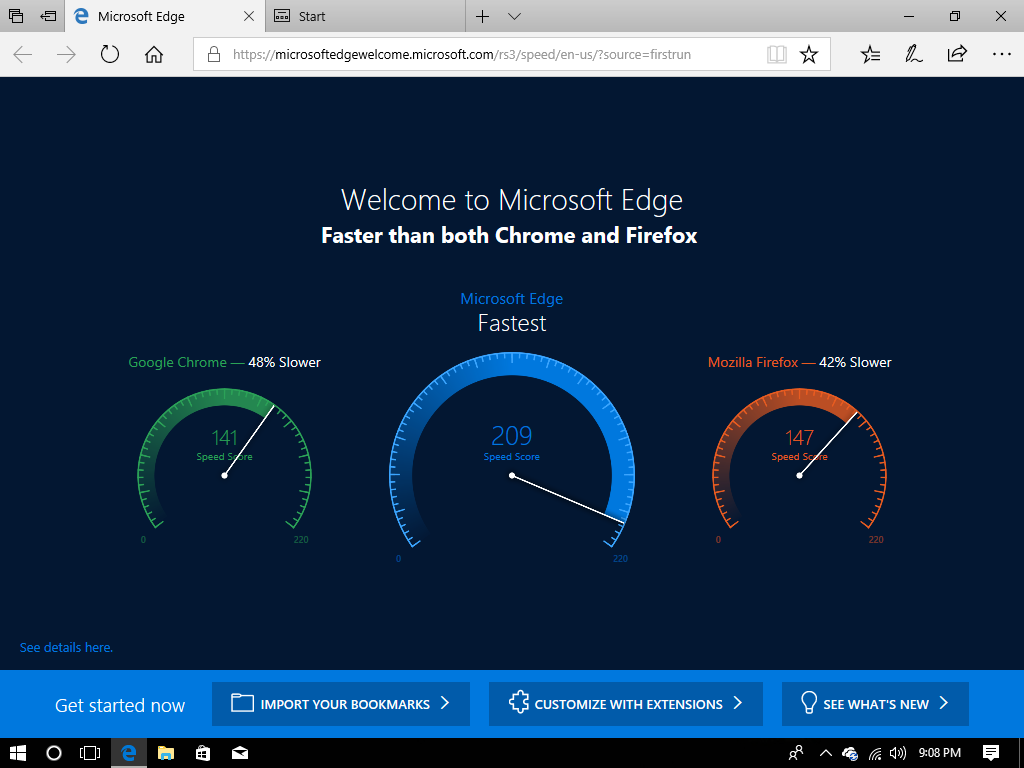 Microsoft Edge
Start
https://microsoftedgewelcome.microsoft.com/rs3/speed/en-us/?source=firstrun
Welcome to Microsoft Edge
Faster than both Chrome and Firefox
Microsoft Edge
Fastest
Google Chrome — 48% Slower
141
Speed Score
0
220
209
Speed Score
0
220
Mozilla Firefox — 42% Slower
147
Speed Score
0
220
See details here.
Get started now
IMPORT YOUR BOOKMARKS
CUSTOMIZE WITH EXTENSIONS
SEE WHAT'S NEW
9:08 PM